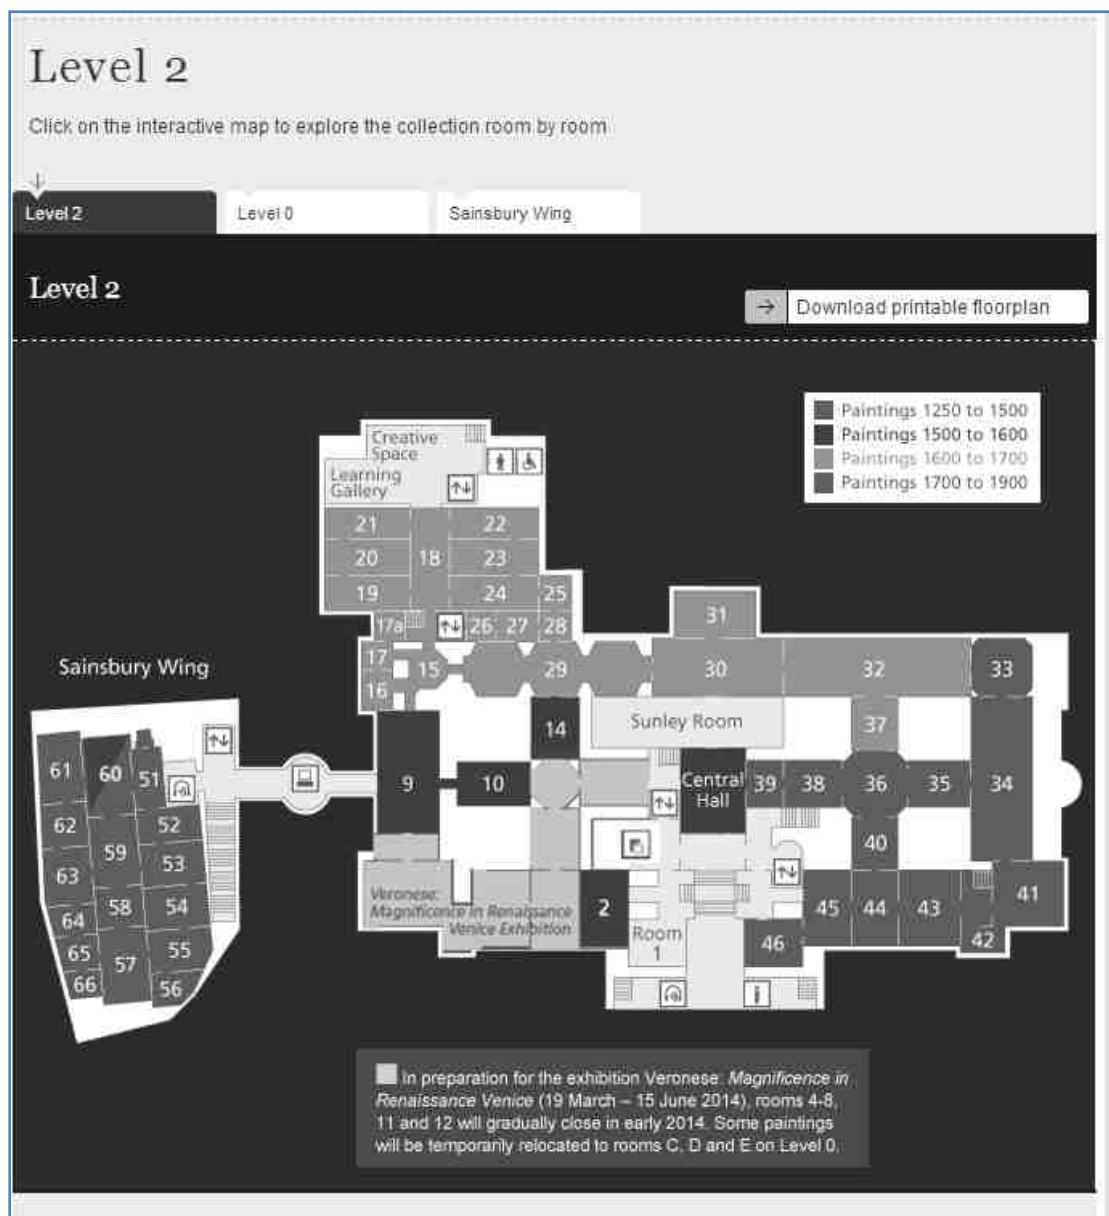 Level 2
Click on the interactive map to explore the collection room by room
Level 2
Level 0
Sainsbury Wing
Level 2
Download printable floorplan
Paintings 1250 to 1500
Paintings 1500 to 1600
Paintings 1600 to 1700
Paintings 1700 to 1900
Creative
Space
Learning
Gallery
21
22
20
18
23
19
24
25
17a
26
27
28
31
17
15
29
30
32
33
16
Sainsbury Wing
14
Sunley Room
37
61
60
51
9
10
Central
Hall
39
38
36
35
34
62
52
59
53
40
63
58
54
64
Veronese:
Magnificence in Renaissance
Venice Exhibition
2
Room
1
45
44
43
41
42
46
65
57
55
66
56
In preparation for the exhibition Veronese: Magnificence in
Renaissance Venice (19 March – 15 June 2014), rooms 4-8,
11 and 12 will gradually close in early 2014. Some paintings
will be temporarily relocated to rooms C, D and E on Level 0.